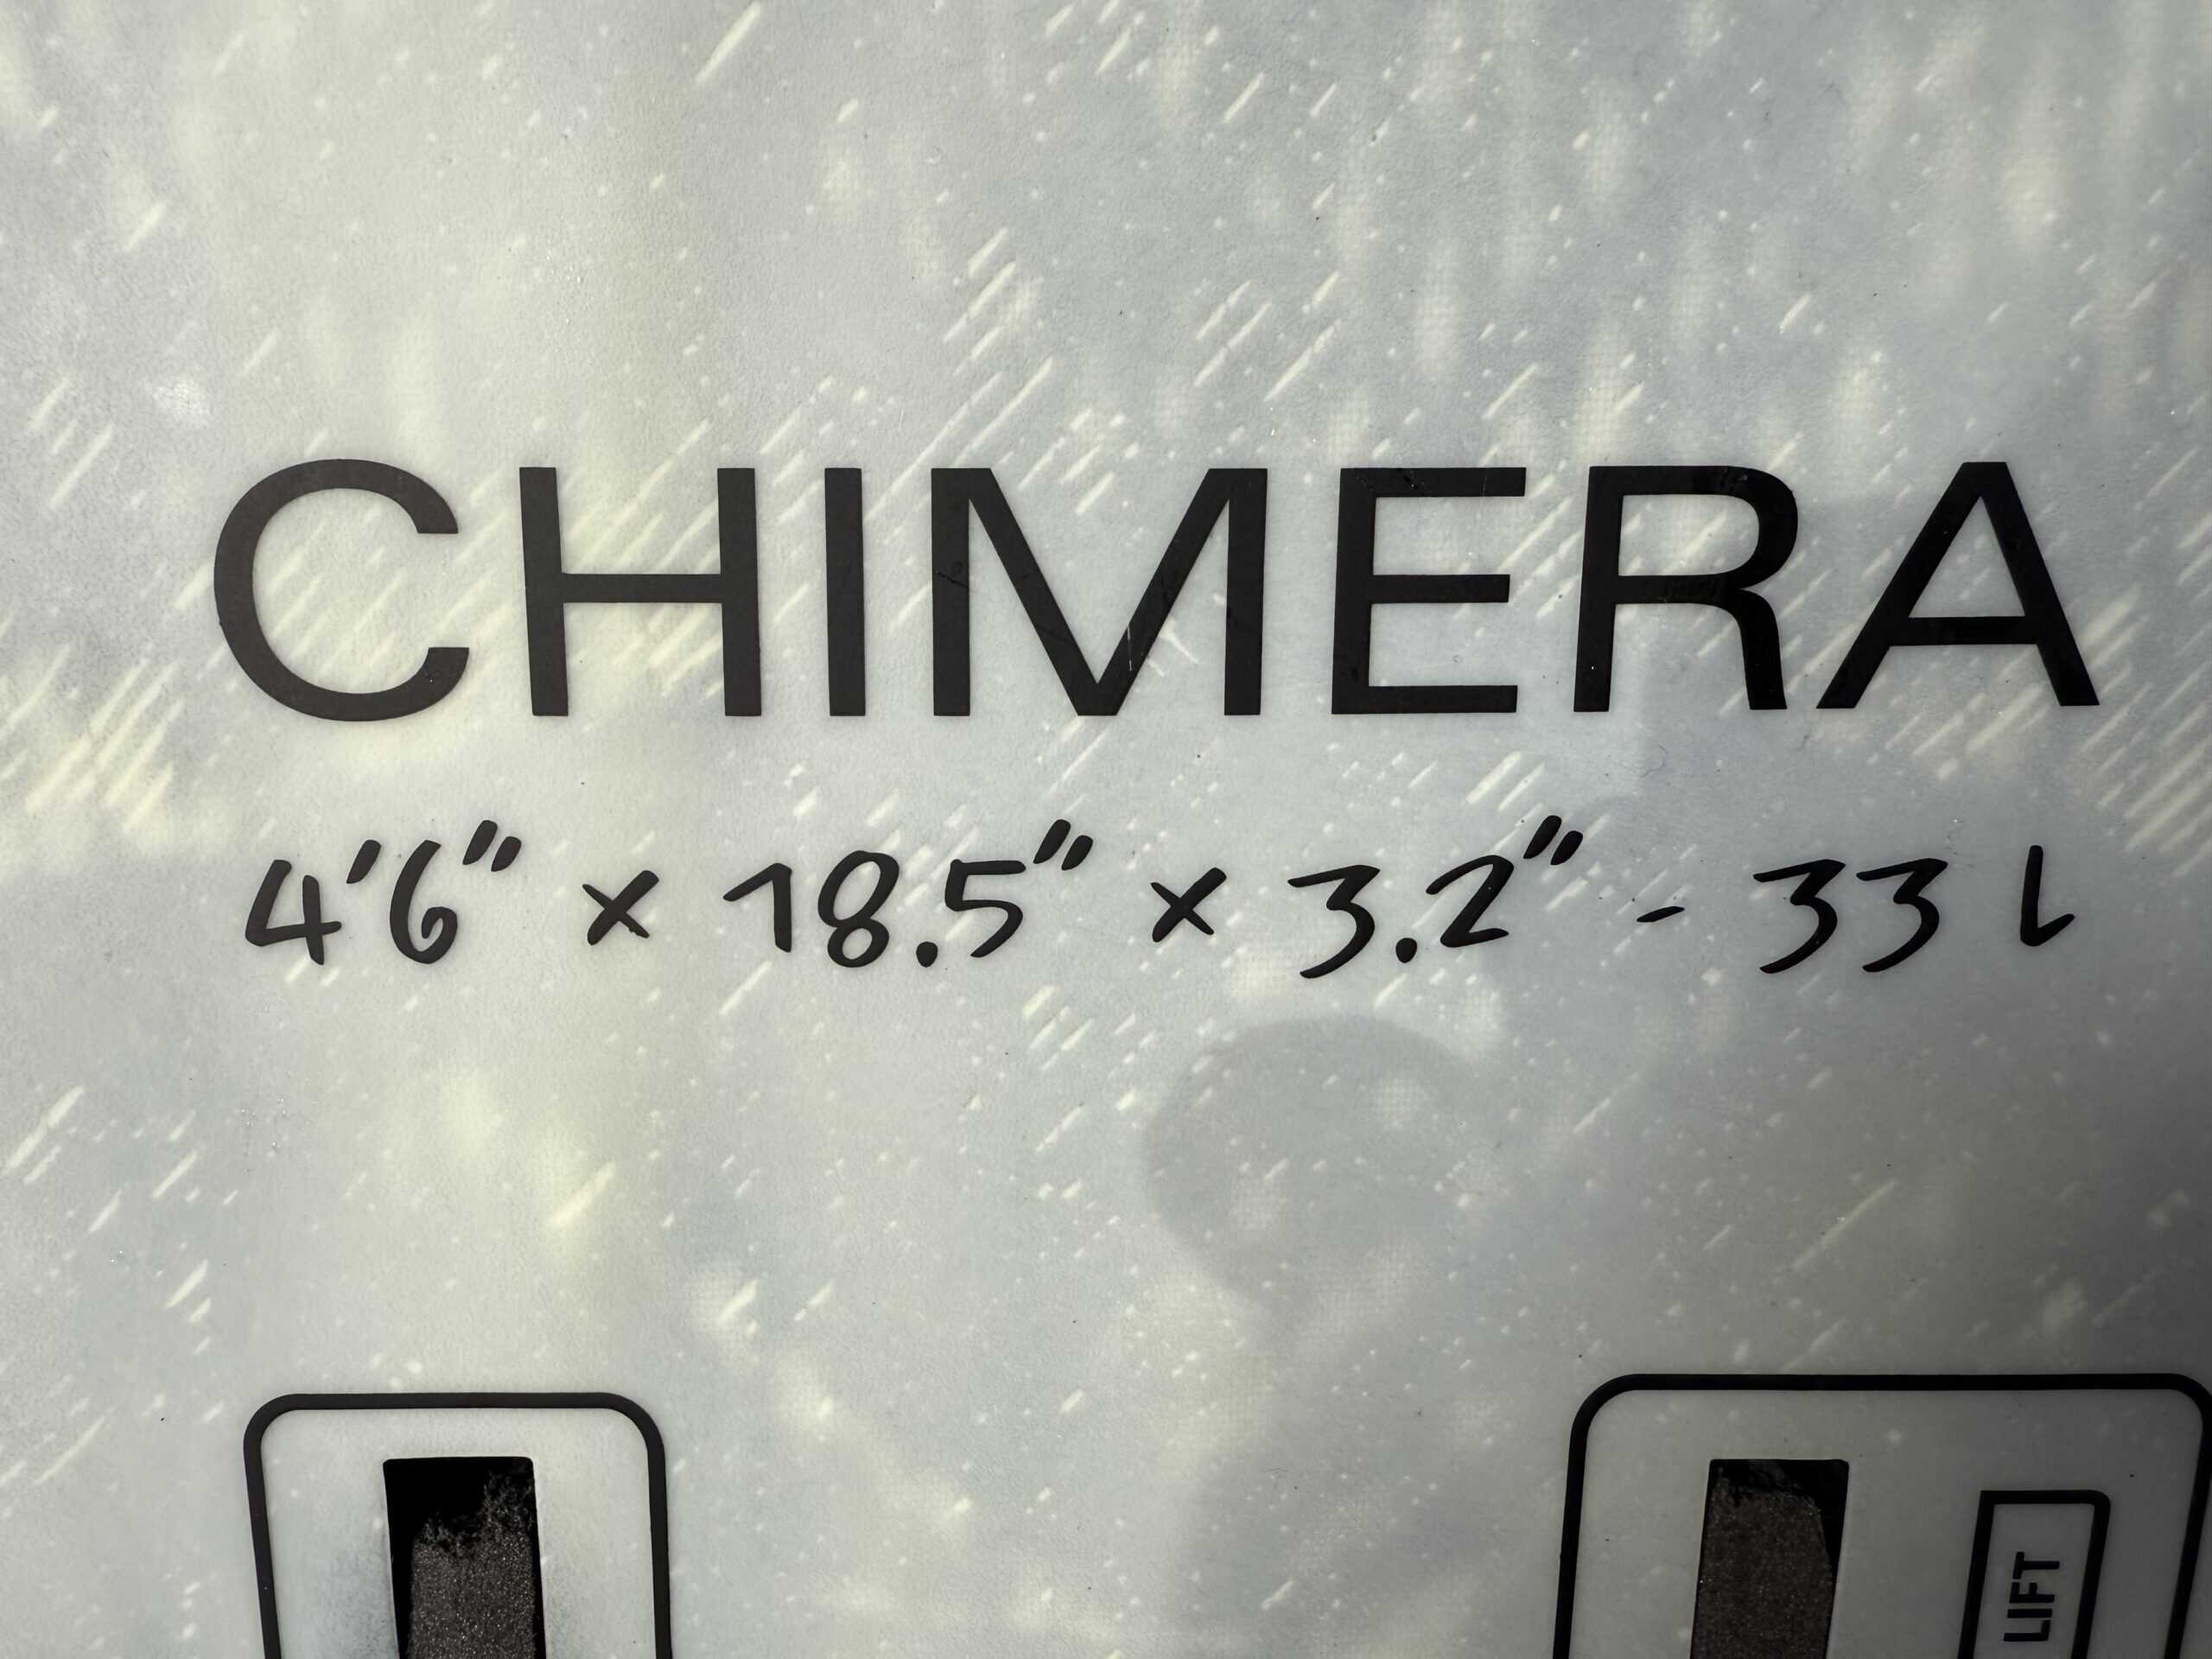 CHIMERA
4'6" x 18.5" x 3.2" - 33 L
LIFT